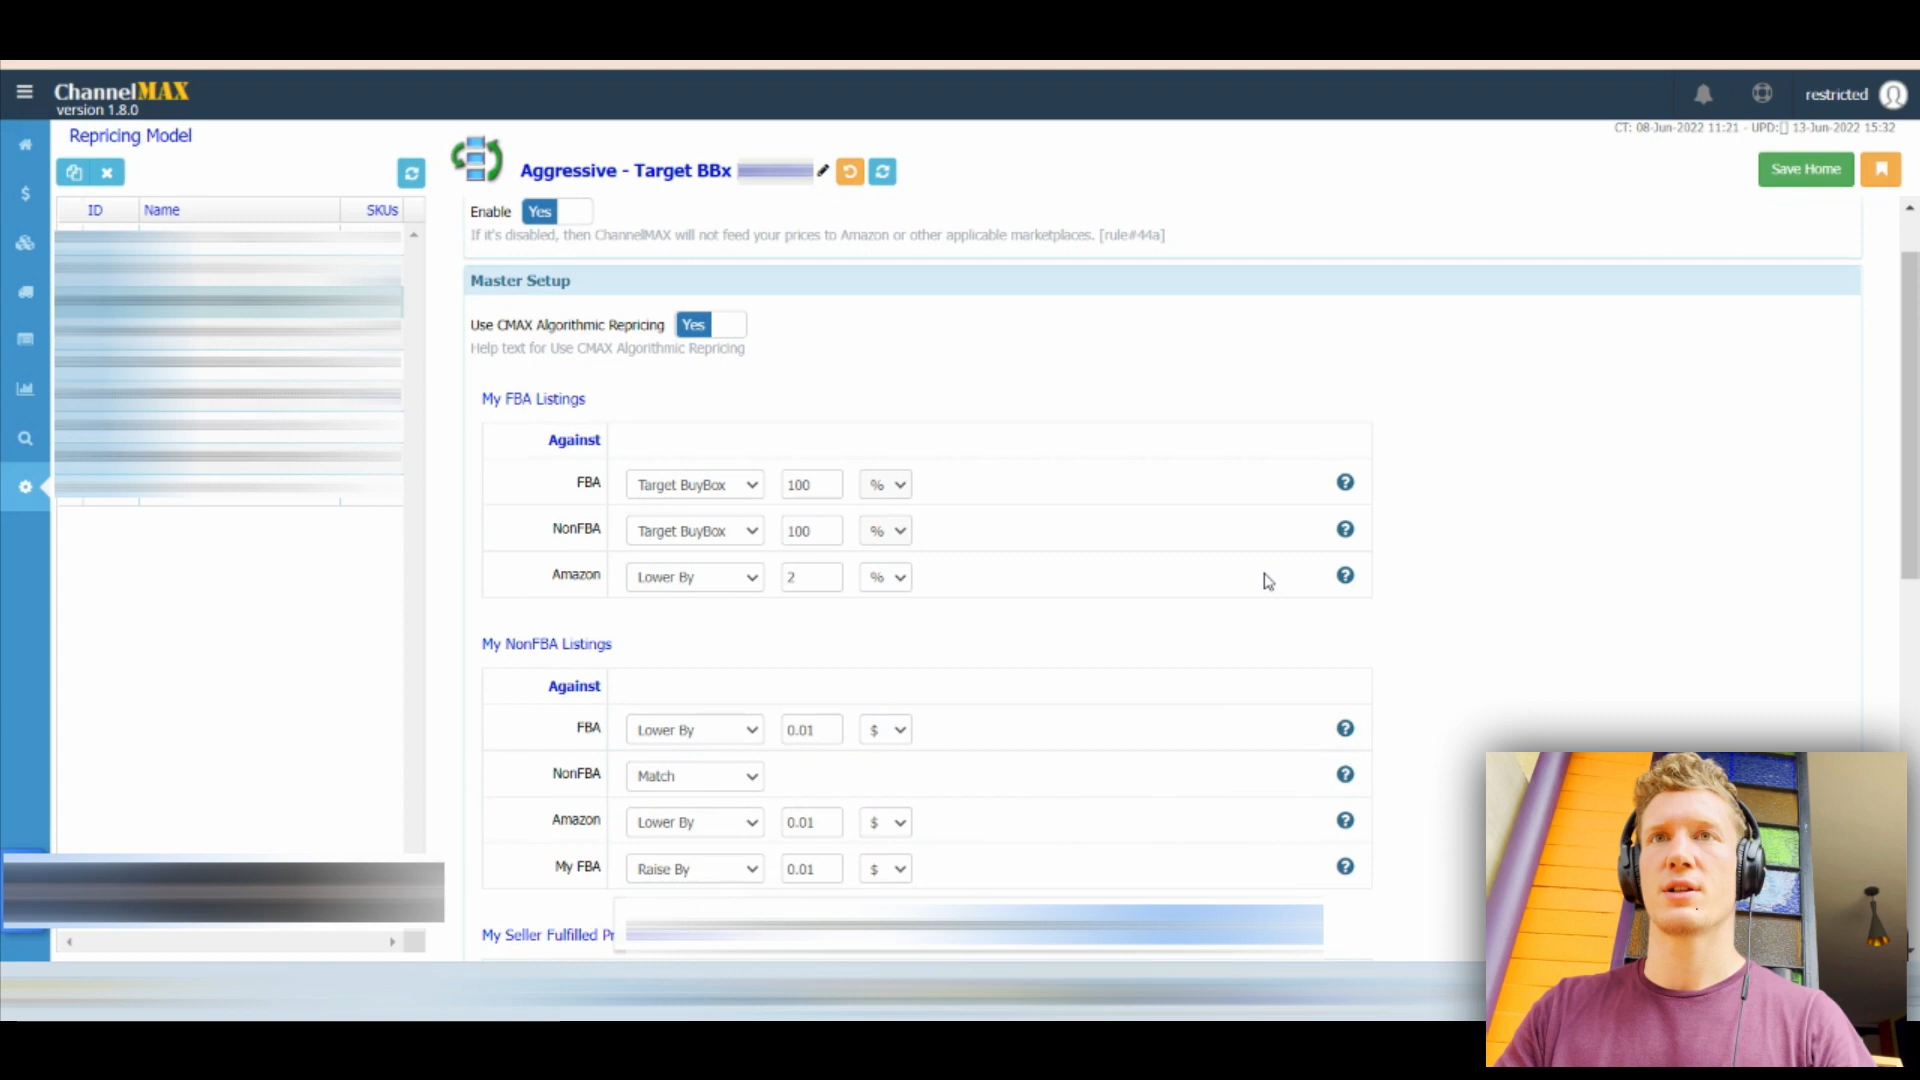 ChannelMAX
version 1.8.0
restricted
CT: 08-Jun-2022 11:21 - UPD:[] 13-Jun-2022 15:32
Repricing Model
ID Name SKUs
Aggressive - Target BBx
Save Home
Enable Yes
If it's disabled, then ChannelMAX will not feed your prices to Amazon or other applicable marketplaces. [rule#44a]
Master Setup
Use CMAX Algorithmic Repricing Yes
Help text for Use CMAX Algorithmic Repricing
My FBA Listings
Against
FBA Target BuyBox 100 %
NonFBA Target BuyBox 100 %
Amazon Lower By 2 %
My NonFBA Listings
Against
FBA Lower By 0.01 $
NonFBA Match
Amazon Lower By 0.01 $
My FBA Raise By 0.01 $
My Seller Fulfilled Pr